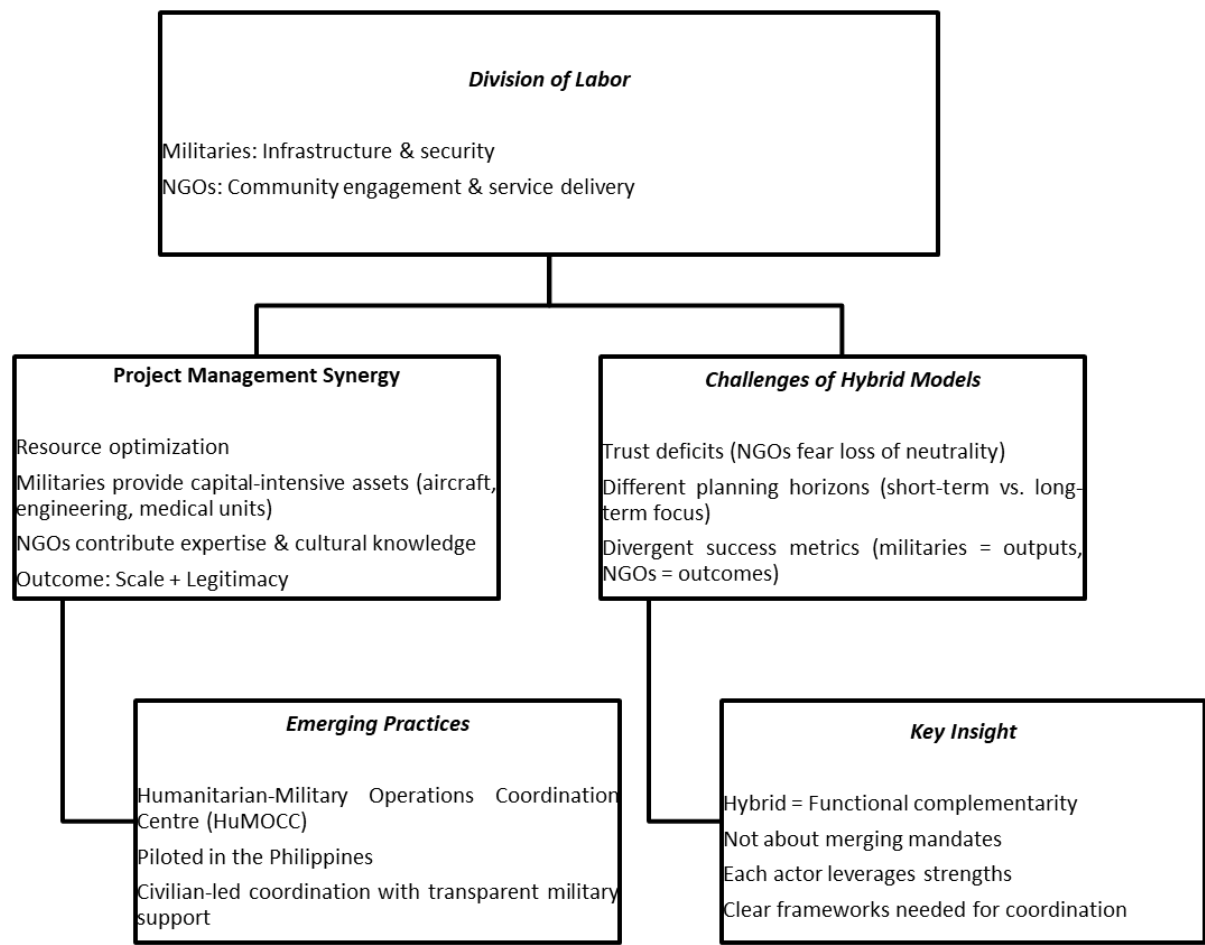 Division of Labor
Militaries: Infrastructure & security
NGOs: Community engagement & service delivery
Project Management Synergy
Resource optimization
Militaries provide capital-intensive assets (aircraft,
engineering, medical units)
NGOs contribute expertise & cultural knowledge
Outcome: Scale + Legitimacy
Challenges of Hybrid Models
Trust deficits (NGOs fear loss of neutrality)
Different planning horizons (short-term vs. long-
term focus)
Divergent success metrics (militaries = outputs,
NGOs = outcomes)
Emerging Practices
Humanitarian-Military Operations Coordination
Centre (HuMOCC)
Piloted in the Philippines
Civilian-led coordination with transparent military
support
Key Insight
Hybrid = Functional complementarity
Not about merging mandates
Each actor leverages strengths
Clear frameworks needed for coordination